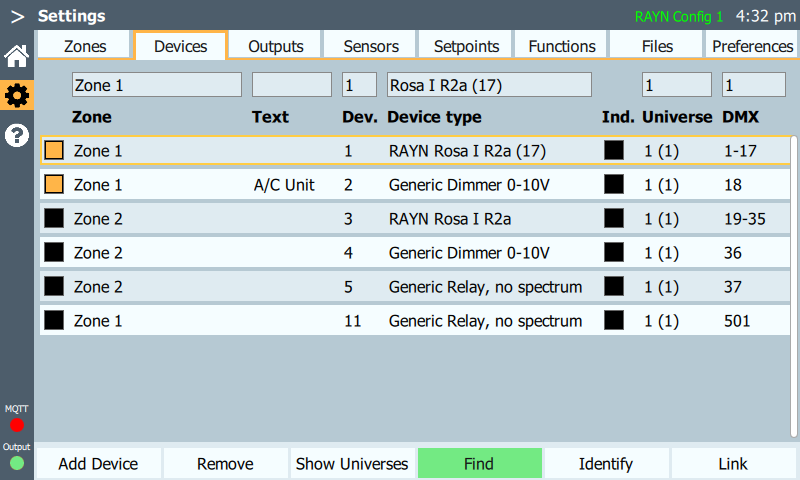 > Settings RAYN Config 1 4:32 pm
Zones Devices Outputs Sensors Setpoints Functions Files Preferences
Zone 1 1 Rosa I R2a (17) 1 1
Zone Text Dev. Device type Ind. Universe DMX
Zone 1 1 RAYN Rosa I R2a (17) 1 (1) 1-17
Zone 1 A/C Unit 2 Generic Dimmer 0-10V 1 (1) 18
Zone 2 3 RAYN Rosa I R2a 1 (1) 19-35
Zone 2 4 Generic Dimmer 0-10V 1 (1) 36
Zone 2 5 Generic Relay, no spectrum 1 (1) 37
Zone 1 11 Generic Relay, no spectrum 1 (1) 501
MQTT
Output
Add Device Remove Show Universes Find Identify Link